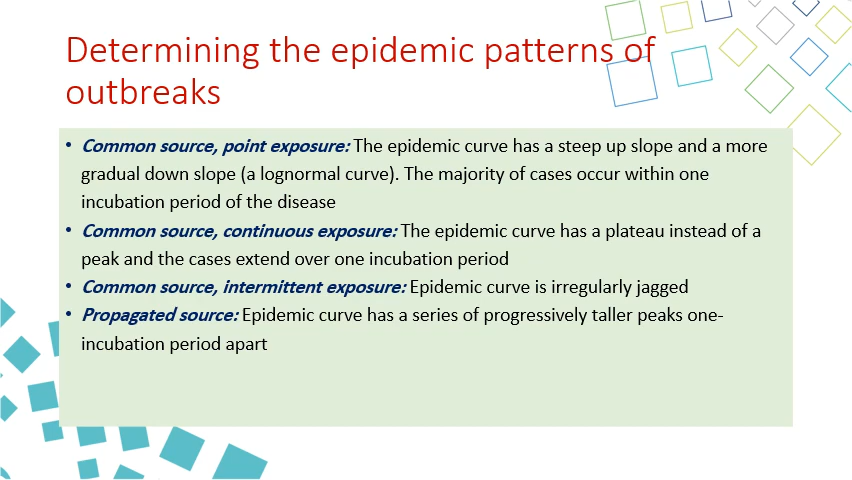 Determining the epidemic patterns of
outbreaks
• Common source, point exposure: The epidemic curve has a steep up slope and a more
gradual down slope (a lognormal curve). The majority of cases occur within one
incubation period of the disease
• Common source, continuous exposure: The epidemic curve has a plateau instead of a
peak and the cases extend over one incubation period
• Common source, intermittent exposure: Epidemic curve is irregularly jagged
• Propagated source: Epidemic curve has a series of progressively taller peaks one-
incubation period apart